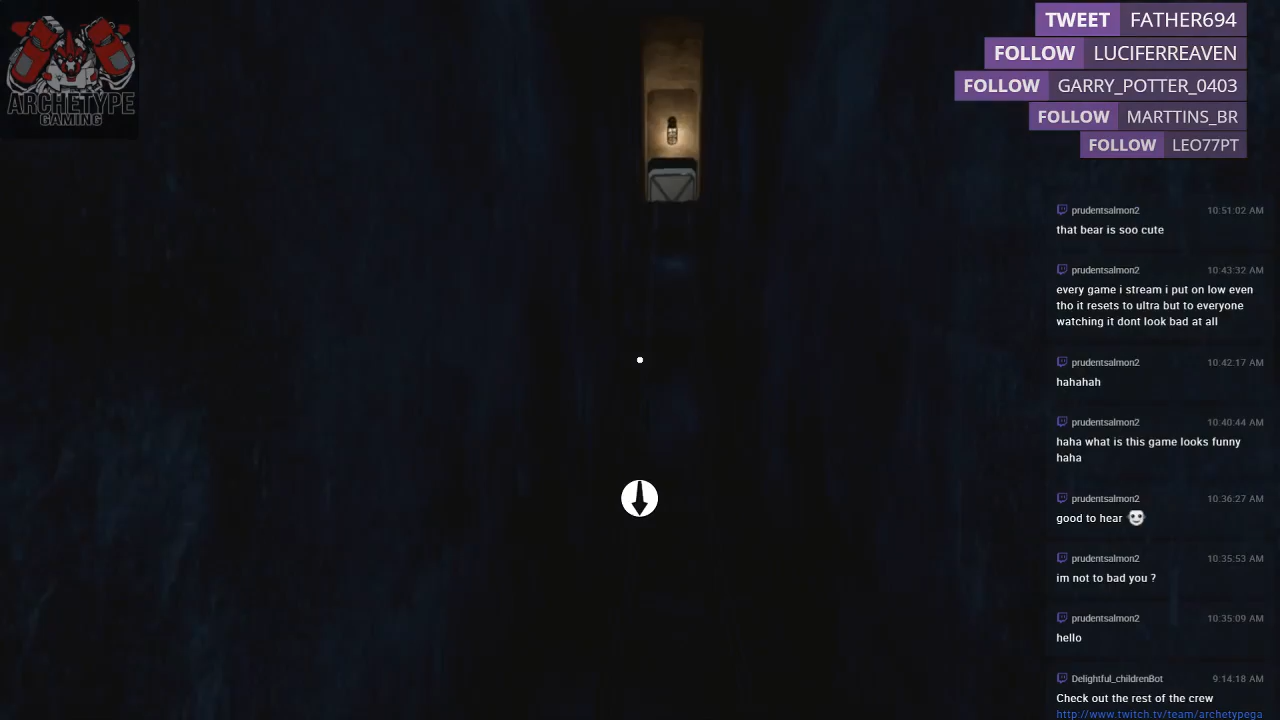 ARCHETYPE
GAMING
TWEET FATHER694
FOLLOW LUCIFERREAVEN
FOLLOW GARRY_POTTER_0403
FOLLOW MARTTINS_BR
FOLLOW LEO77PT
prudentsalmon2 10:51:02 AM
that bear is soo cute
prudentsalmon2 10:43:32 AM
every game i stream i put on low even
tho it resets to ultra but to everyone
watching it dont look bad at all
prudentsalmon2 10:42:17 AM
hahahah
prudentsalmon2 10:40:44 AM
haha what is this game looks funny
haha
prudentsalmon2 10:36:27 AM
good to hear
prudentsalmon2 10:35:53 AM
im not to bad you ?
prudentsalmon2 10:35:09 AM
hello
Delightful_childrenBot 9:14:18 AM
Check out the rest of the crew
http://www.twitch.tv/team/archetypega